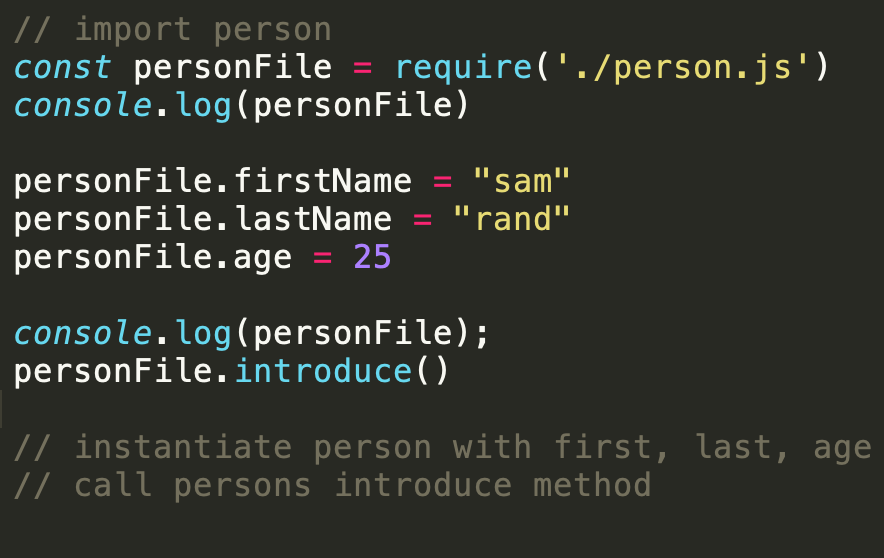 // import person
const personFile = require('./person.js')
console.log(personFile)
personFile.firstName = "sam"
personFile.lastName = "rand"
personFile.age = 25
console.log(personFile);
personFile.introduce()
// instantiate person with first, last, age
// call persons introduce method